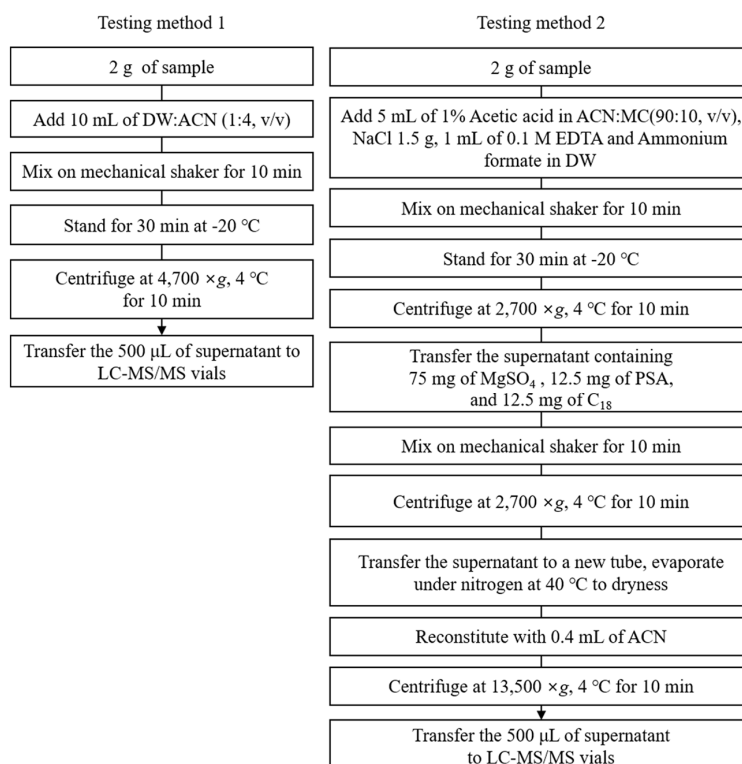 Testing method 1
2 g of sample
Add 10 mL of DW:ACN (1:4, v/v)
Mix on mechanical shaker for 10 min
Stand for 30 min at -20 ℃
Centrifuge at 4,700 ×g, 4 ℃
for 10 min
Transfer the 500 μL of supernatant to
LC-MS/MS vials
Testing method 2
2 g of sample
Add 5 mL of 1% Acetic acid in ACN:MC(90:10, v/v),
NaCl 1.5 g, 1 mL of 0.1 M EDTA and Ammonium
formate in DW
Mix on mechanical shaker for 10 min
Stand for 30 min at -20 ℃
Centrifuge at 2,700 ×g, 4 ℃ for 10 min
Transfer the supernatant containing
75 mg of MgSO₄ , 12.5 mg of PSA,
and 12.5 mg of C₁₈
Mix on mechanical shaker for 10 min
Centrifuge at 2,700 ×g, 4 ℃ for 10 min
Transfer the supernatant to a new tube, evaporate
under nitrogen at 40 ℃ to dryness
Reconstitute with 0.4 mL of ACN
Centrifuge at 13,500 ×g, 4 ℃ for 10 min
Transfer the 500 μL of supernatant
to LC-MS/MS vials